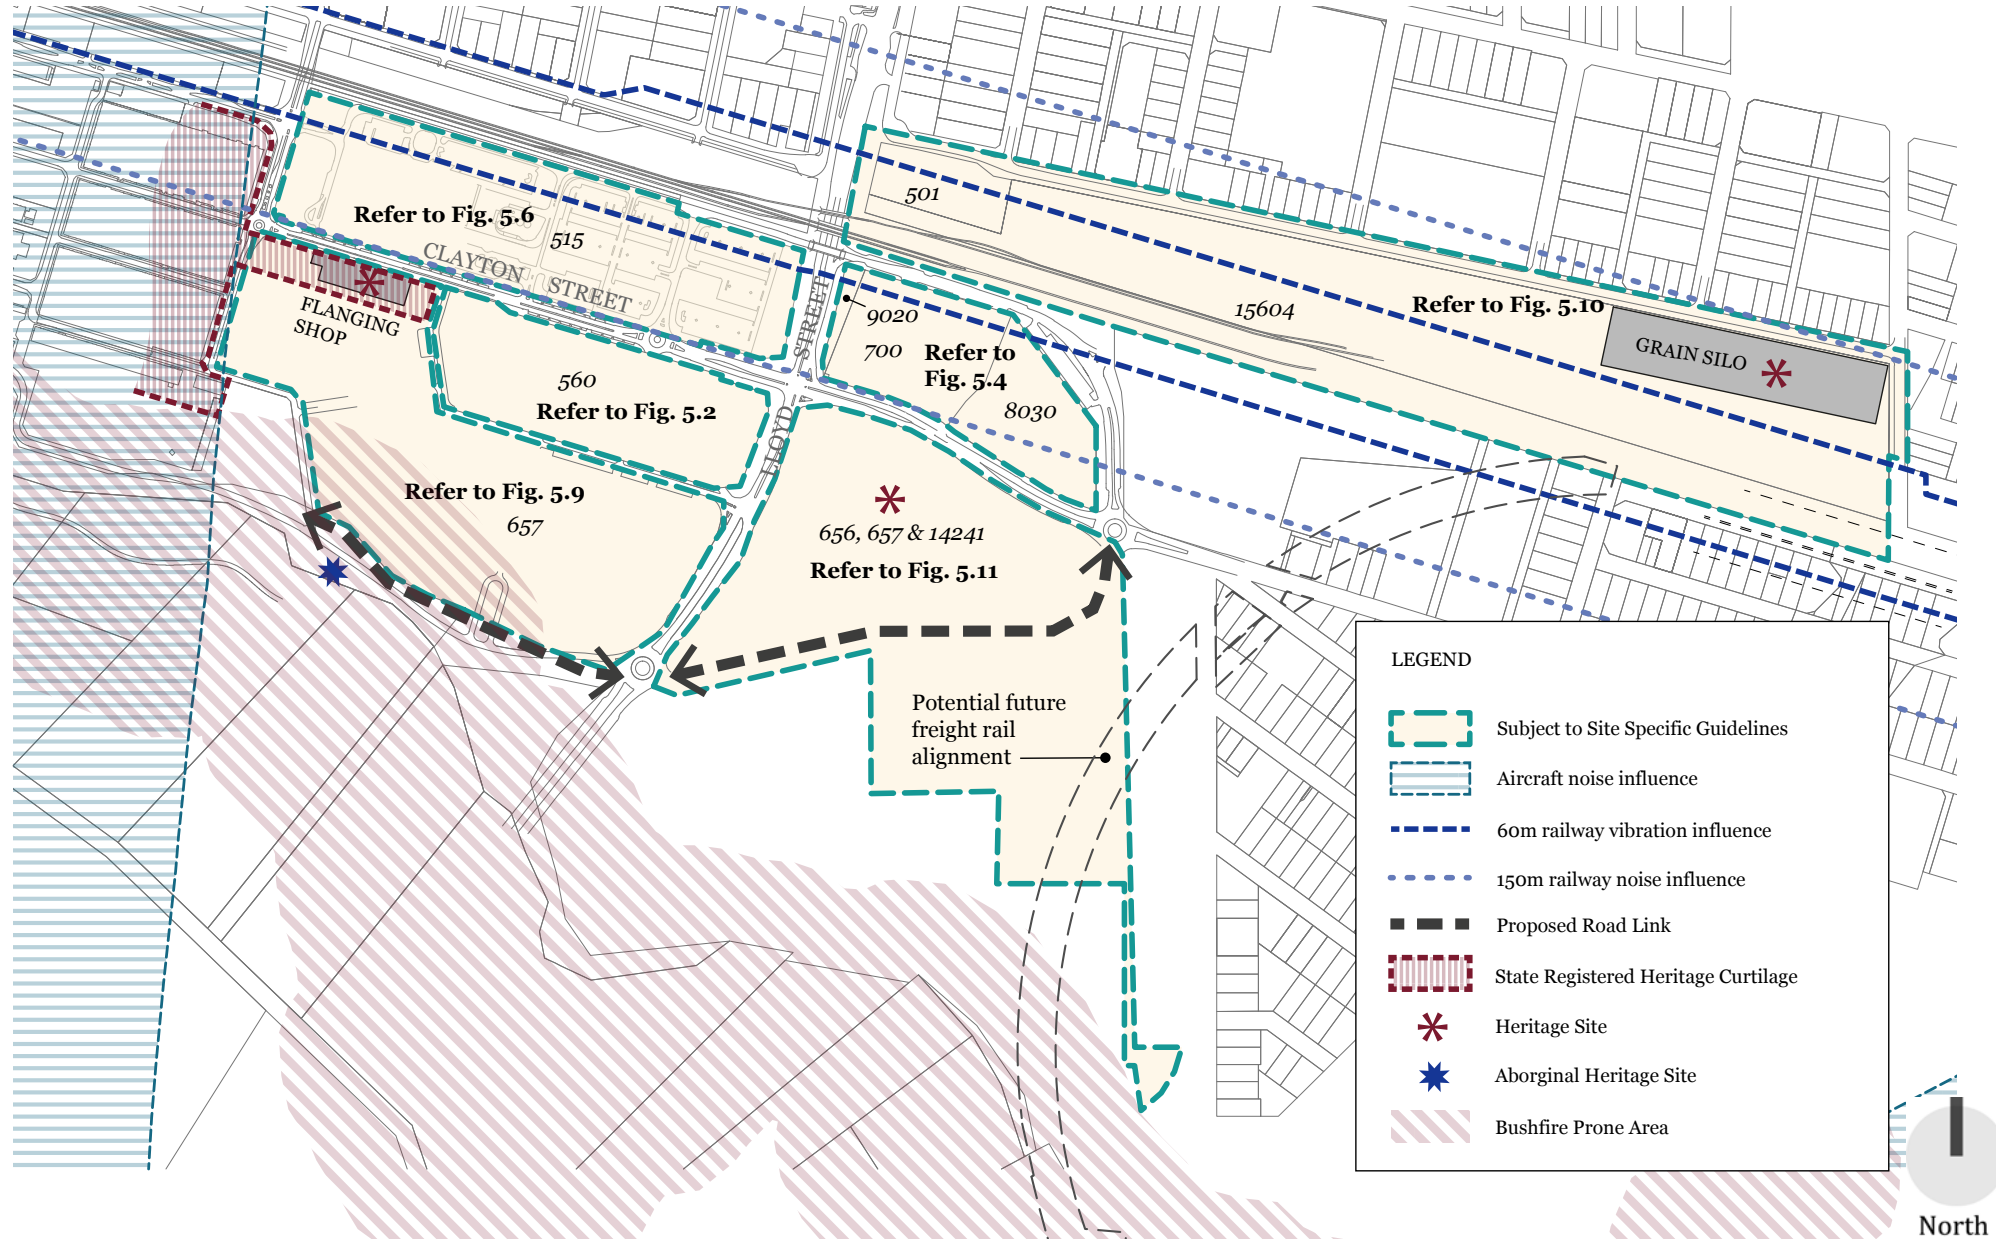 501
Refer to Fig. 5.6
515
CLAYTON
STREET
FLANGING
SHOP
STREET
9020
700
Refer to
Fig. 5.4
8030
15604
Refer to Fig. 5.10
GRAIN SILO
560
Refer to Fig. 5.2
LLOYD
Refer to Fig. 5.9
657
656, 657 & 14241
Refer to Fig. 5.11
Potential future
freight rail
alignment
LEGEND
Subject to Site Specific Guidelines
Aircraft noise influence
60m railway vibration influence
150m railway noise influence
Proposed Road Link
State Registered Heritage Curtilage
Heritage Site
Aborginal Heritage Site
Bushfire Prone Area
North